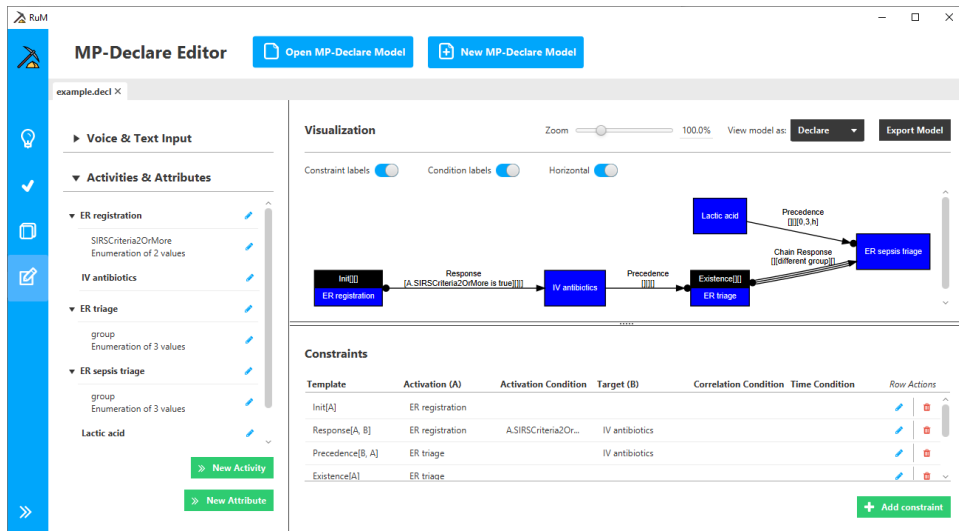 RuM
MP-Declare Editor
Open MP-Declare Model
New MP-Declare Model
example.decl
Voice & Text Input
Activities & Attributes
ER registration
SIRSCriteria2OrMore
Enumeration of 2 values
IV antibiotics
ER triage
group
Enumeration of 3 values
ER sepsis triage
group
Enumeration of 3 values
Lactic acid
New Activity
New Attribute
Visualization
Zoom 100.0% View model as: Declare Export Model
Constraint labels Condition labels Horizontal
Lactic acid
Precedence
[][][0,3,h]
Chain Response
[][different group][]
ER sepsis triage
Init[][]
ER registration
Response
[A.SIRSCriteria2OrMore is true][][]
IV antibiotics
Precedence
[][][]
Existence[][]
ER triage
Constraints
Template Activation (A) Activation Condition Target (B) Correlation Condition Time Condition Row Actions
Init[A] ER registration
Response[A, B] ER registration A.SIRSCriteria2Or... IV antibiotics
Precedence[B, A] ER triage IV antibiotics
Existence[A] ER triage
Add constraint